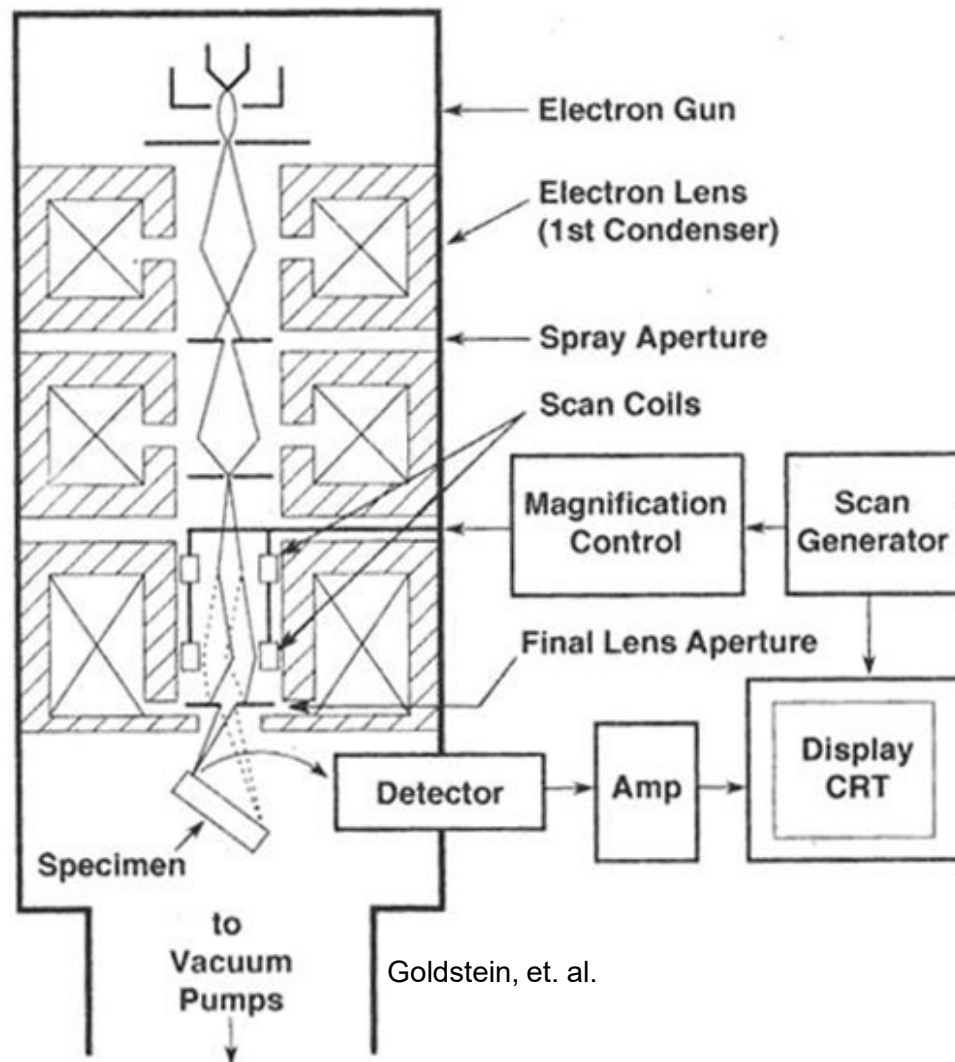 Electron Gun
Electron Lens
(1st Condenser)
Spray Aperture
Scan Coils
Magnification
Control
Scan
Generator
Final Lens Aperture
Display
CRT
Detector
Amp
Specimen
to
Vacuum
Pumps
Goldstein, et. al.